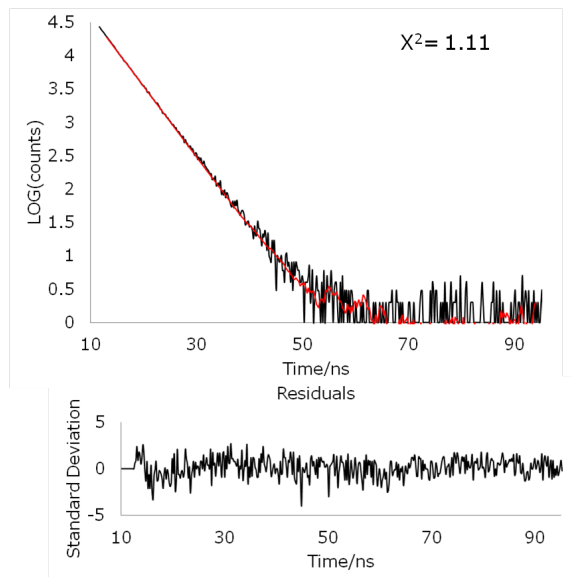 4.5
4
3.5
3
2.5
2
1.5
1
0.5
0
LOG(counts)
X²= 1.11
10 30 50 70 90
Time/ns
Residuals
Standard Deviation
5
0
-5
10 30 50 70 90
Time/ns